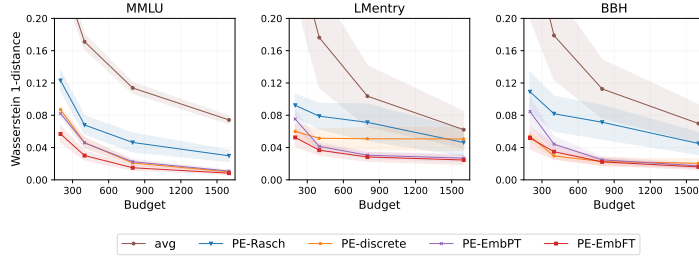 MMLU
LMentry
BBH
Wasserstein 1-distance
0.20
0.16
0.12
0.08
0.04
0.00
300 600 900 1200 1500
Budget
0.20
0.16
0.12
0.08
0.04
0.00
300 600 900 1200 1500
Budget
0.20
0.16
0.12
0.08
0.04
0.00
300 600 900 1200 1500
Budget
avg PE-Rasch PE-discrete PE-EmbPT PE-EmbFT